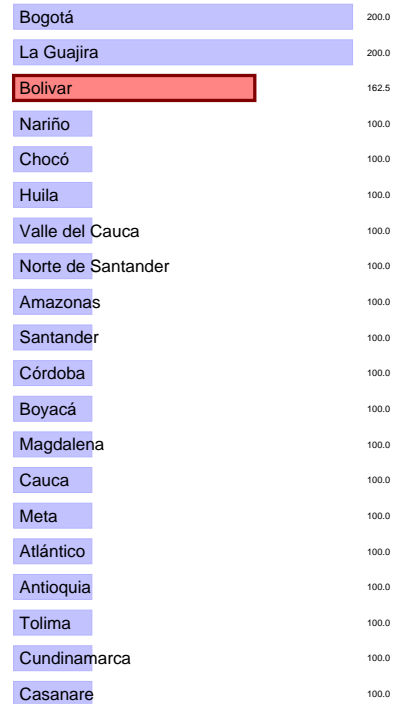 Bogotá 200.0
La Guajira 200.0
Bolivar 162.5
Nariño 100.0
Chocó 100.0
Huila 100.0
Valle del Cauca 100.0
Norte de Santander 100.0
Amazonas 100.0
Santander 100.0
Córdoba 100.0
Boyacá 100.0
Magdalena 100.0
Cauca 100.0
Meta 100.0
Atlántico 100.0
Antioquia 100.0
Tolima 100.0
Cundinamarca 100.0
Casanare 100.0